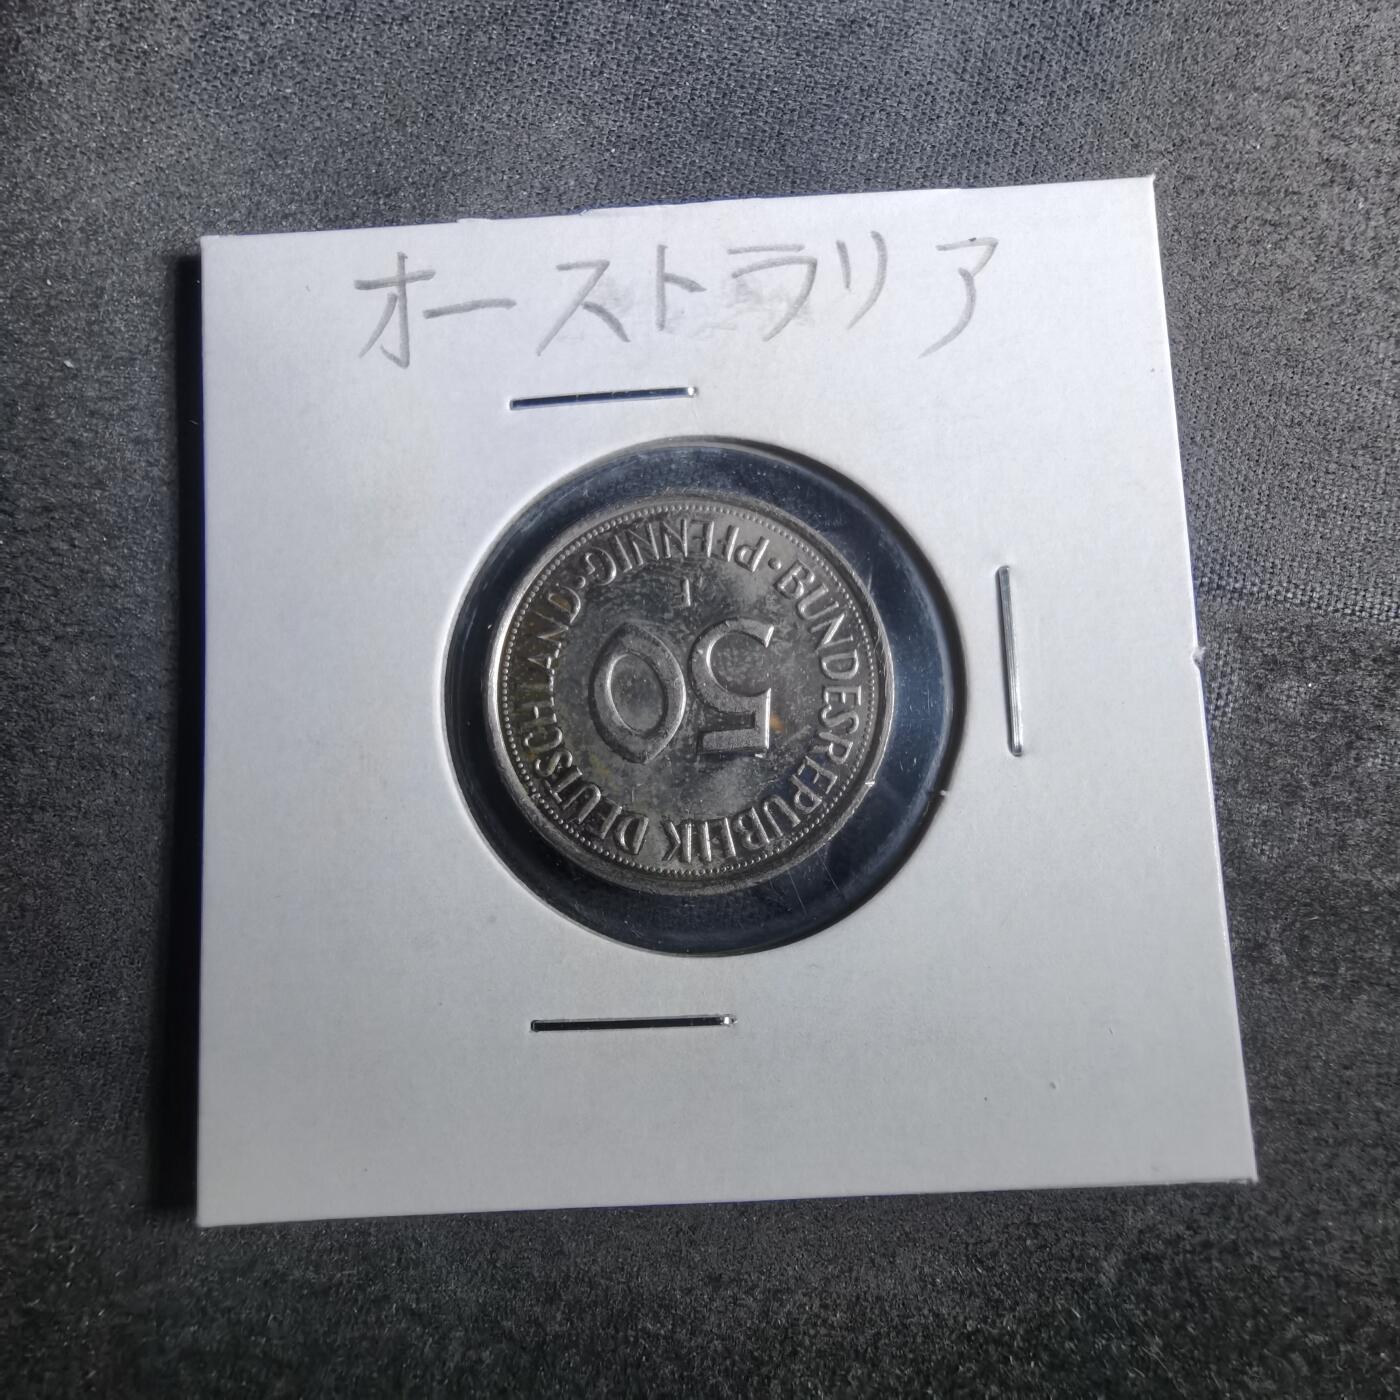 オーストラリア
BUNDESREPUBLIK DEUTSCHLAND · PFENNIG ·
50